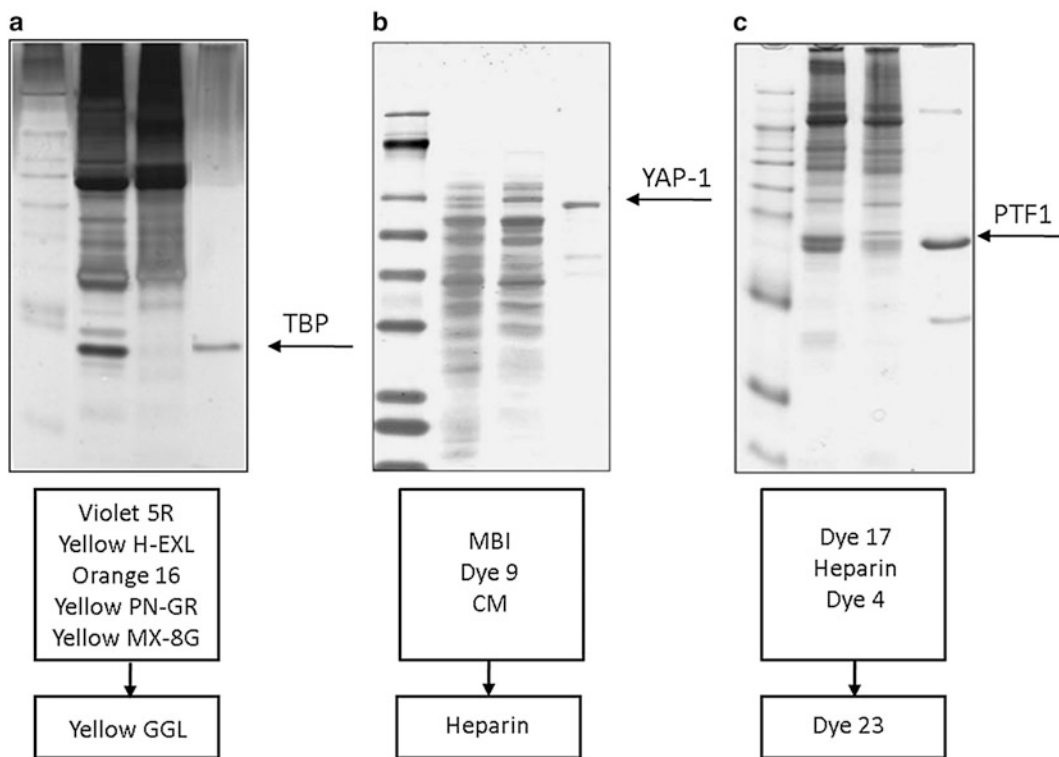 a
b
c
TBP
YAP-1
PTF1
Violet 5R
Yellow H-EXL
Orange 16
Yellow PN-GR
Yellow MX-8G
Yellow GGL
MBI
Dye 9
CM
Heparin
Dye 17
Heparin
Dye 4
Dye 23